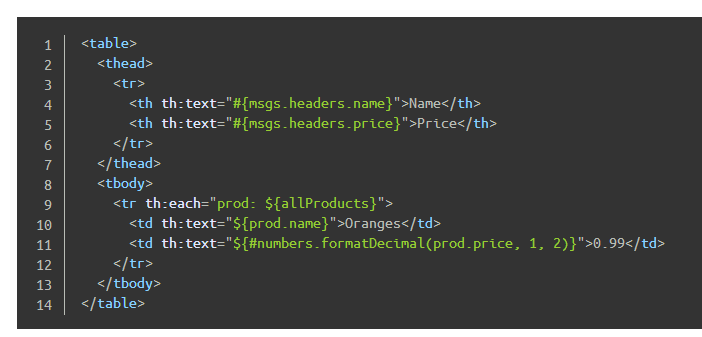 1 <table>
2   <thead>
3     <tr>
4       <th th:text="#{msgs.headers.name}">Name</th>
5       <th th:text="#{msgs.headers.price}">Price</th>
6     </tr>
7   </thead>
8   <tbody>
9     <tr th:each="prod: ${allProducts}">
10       <td th:text="${prod.name}">Oranges</td>
11       <td th:text="${#numbers.formatDecimal(prod.price, 1, 2)}">0.99</td>
12     </tr>
13   </tbody>
14 </table>